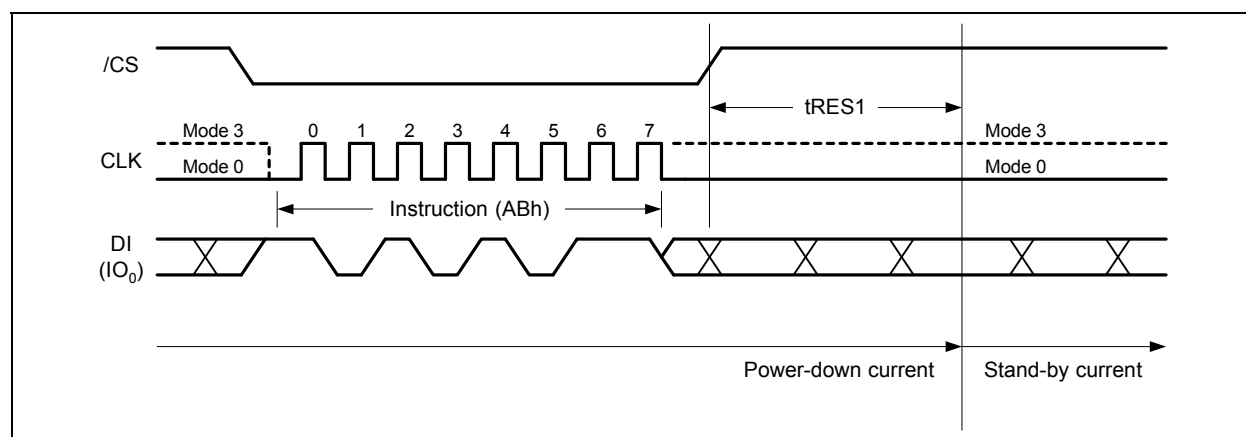 /CS
tRES1
Mode 3 0 1 2 3 4 5 6 7 Mode 3
CLK
Mode 0 Mode 0
Instruction (ABh)
DI
(IO₀)
Power-down current Stand-by current